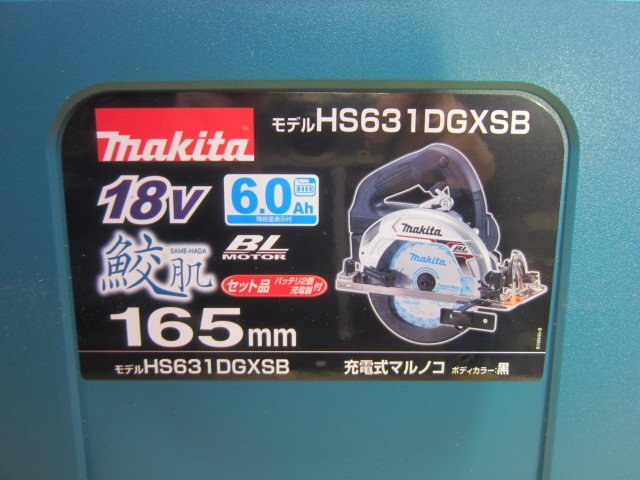 makita
モデルHS631DGXSB
18V
6.0Ah
残容量表示付
鮫肌
SAME-HADA
BL
MOTOR
セット品 バッテリ2個 充電器 付
165mm
makita
BL
makita
モデルHS631DGXSB
充電式マルノコ ボディカラー:黒